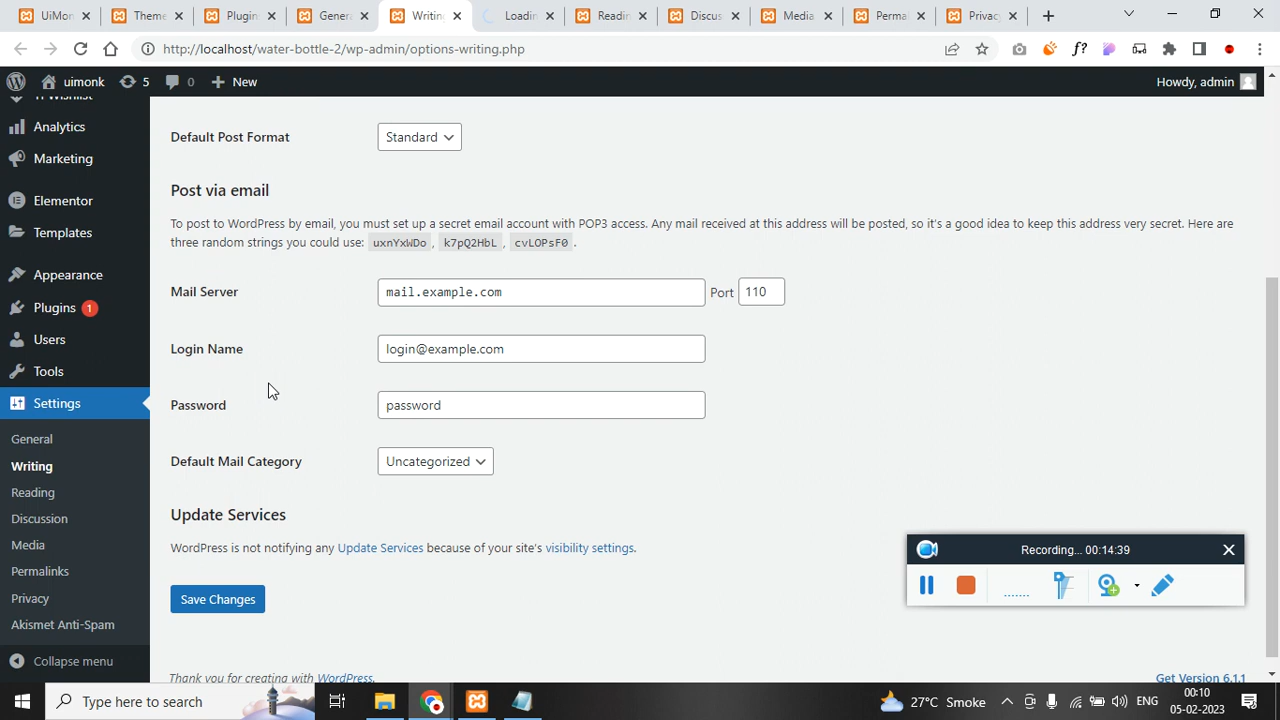 UiMon
Theme
Plugin
Genera
Writin
Loadin
Readin
Discus
Media
Perma
Privac
http://localhost/water-bottle-2/wp-admin/options-writing.php
uimonk
5
0
New
Howdy, admin
Analytics
Marketing
Elementor
Templates
Appearance
Plugins 1
Users
Tools
Settings
General
Writing
Reading
Discussion
Media
Permalinks
Privacy
Akismet Anti-Spam
Collapse menu
Default Post Format
Standard
Post via email
To post to WordPress by email, you must set up a secret email account with POP3 access. Any mail received at this address will be posted, so it's a good idea to keep this address very secret. Here are
three random strings you could use: uxnYxWDo , k7pQ2HbL , cvLOPsF0 .
Mail Server
mail.example.com
Port 110
Login Name
login@example.com
Password
password
Default Mail Category
Uncategorized
Update Services
WordPress is not notifying any Update Services because of your site's visibility settings.
Save Changes
Recording... 00:14:39
Thank you for creating with WordPress.
Get Version 6.1.1
Type here to search
27°C Smoke
ENG
00:10
05-02-2023